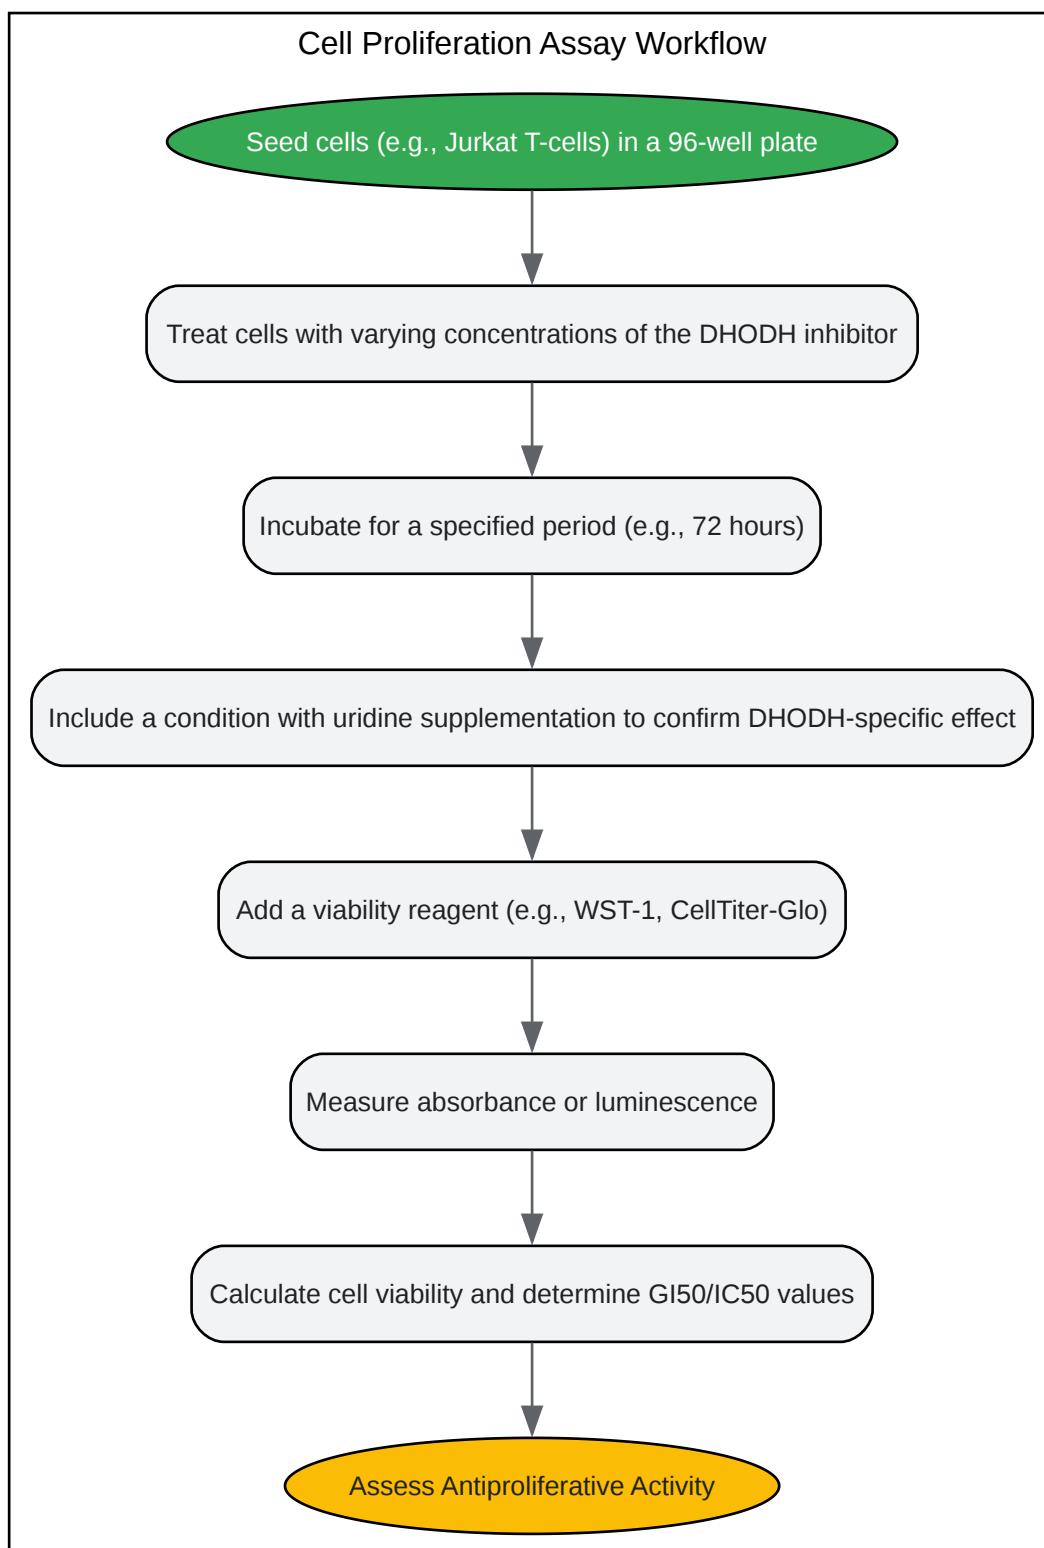 Cell Proliferation Assay Workflow
Seed cells (e.g., Jurkat T-cells) in a 96-well plate
Treat cells with varying concentrations of the DHODH inhibitor
Incubate for a specified period (e.g., 72 hours)
Include a condition with uridine supplementation to confirm DHODH-specific effect
Add a viability reagent (e.g., WST-1, CellTiter-Glo)
Measure absorbance or luminescence
Calculate cell viability and determine GI50/IC50 values
Assess Antiproliferative Activity